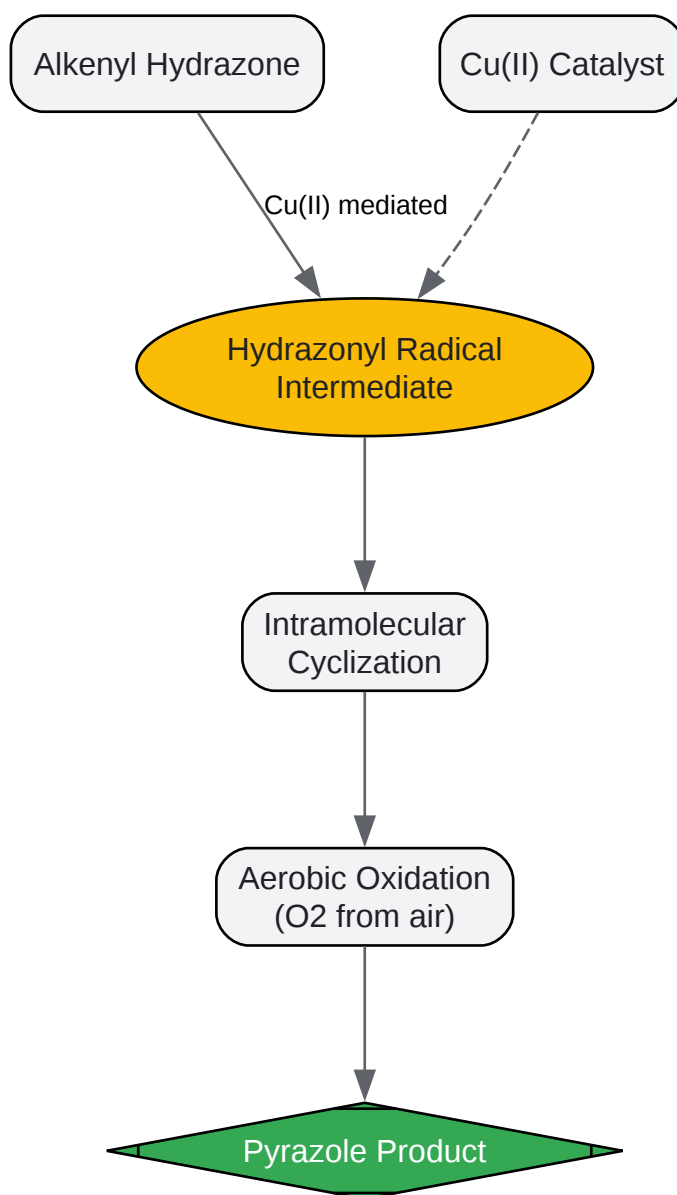 Alkenyl Hydrazone
Cu(II) Catalyst
Cu(II) mediated
Hydrazonyl Radical
Intermediate
Intramolecular
Cyclization
Aerobic Oxidation
(O2 from air)
Pyrazole Product